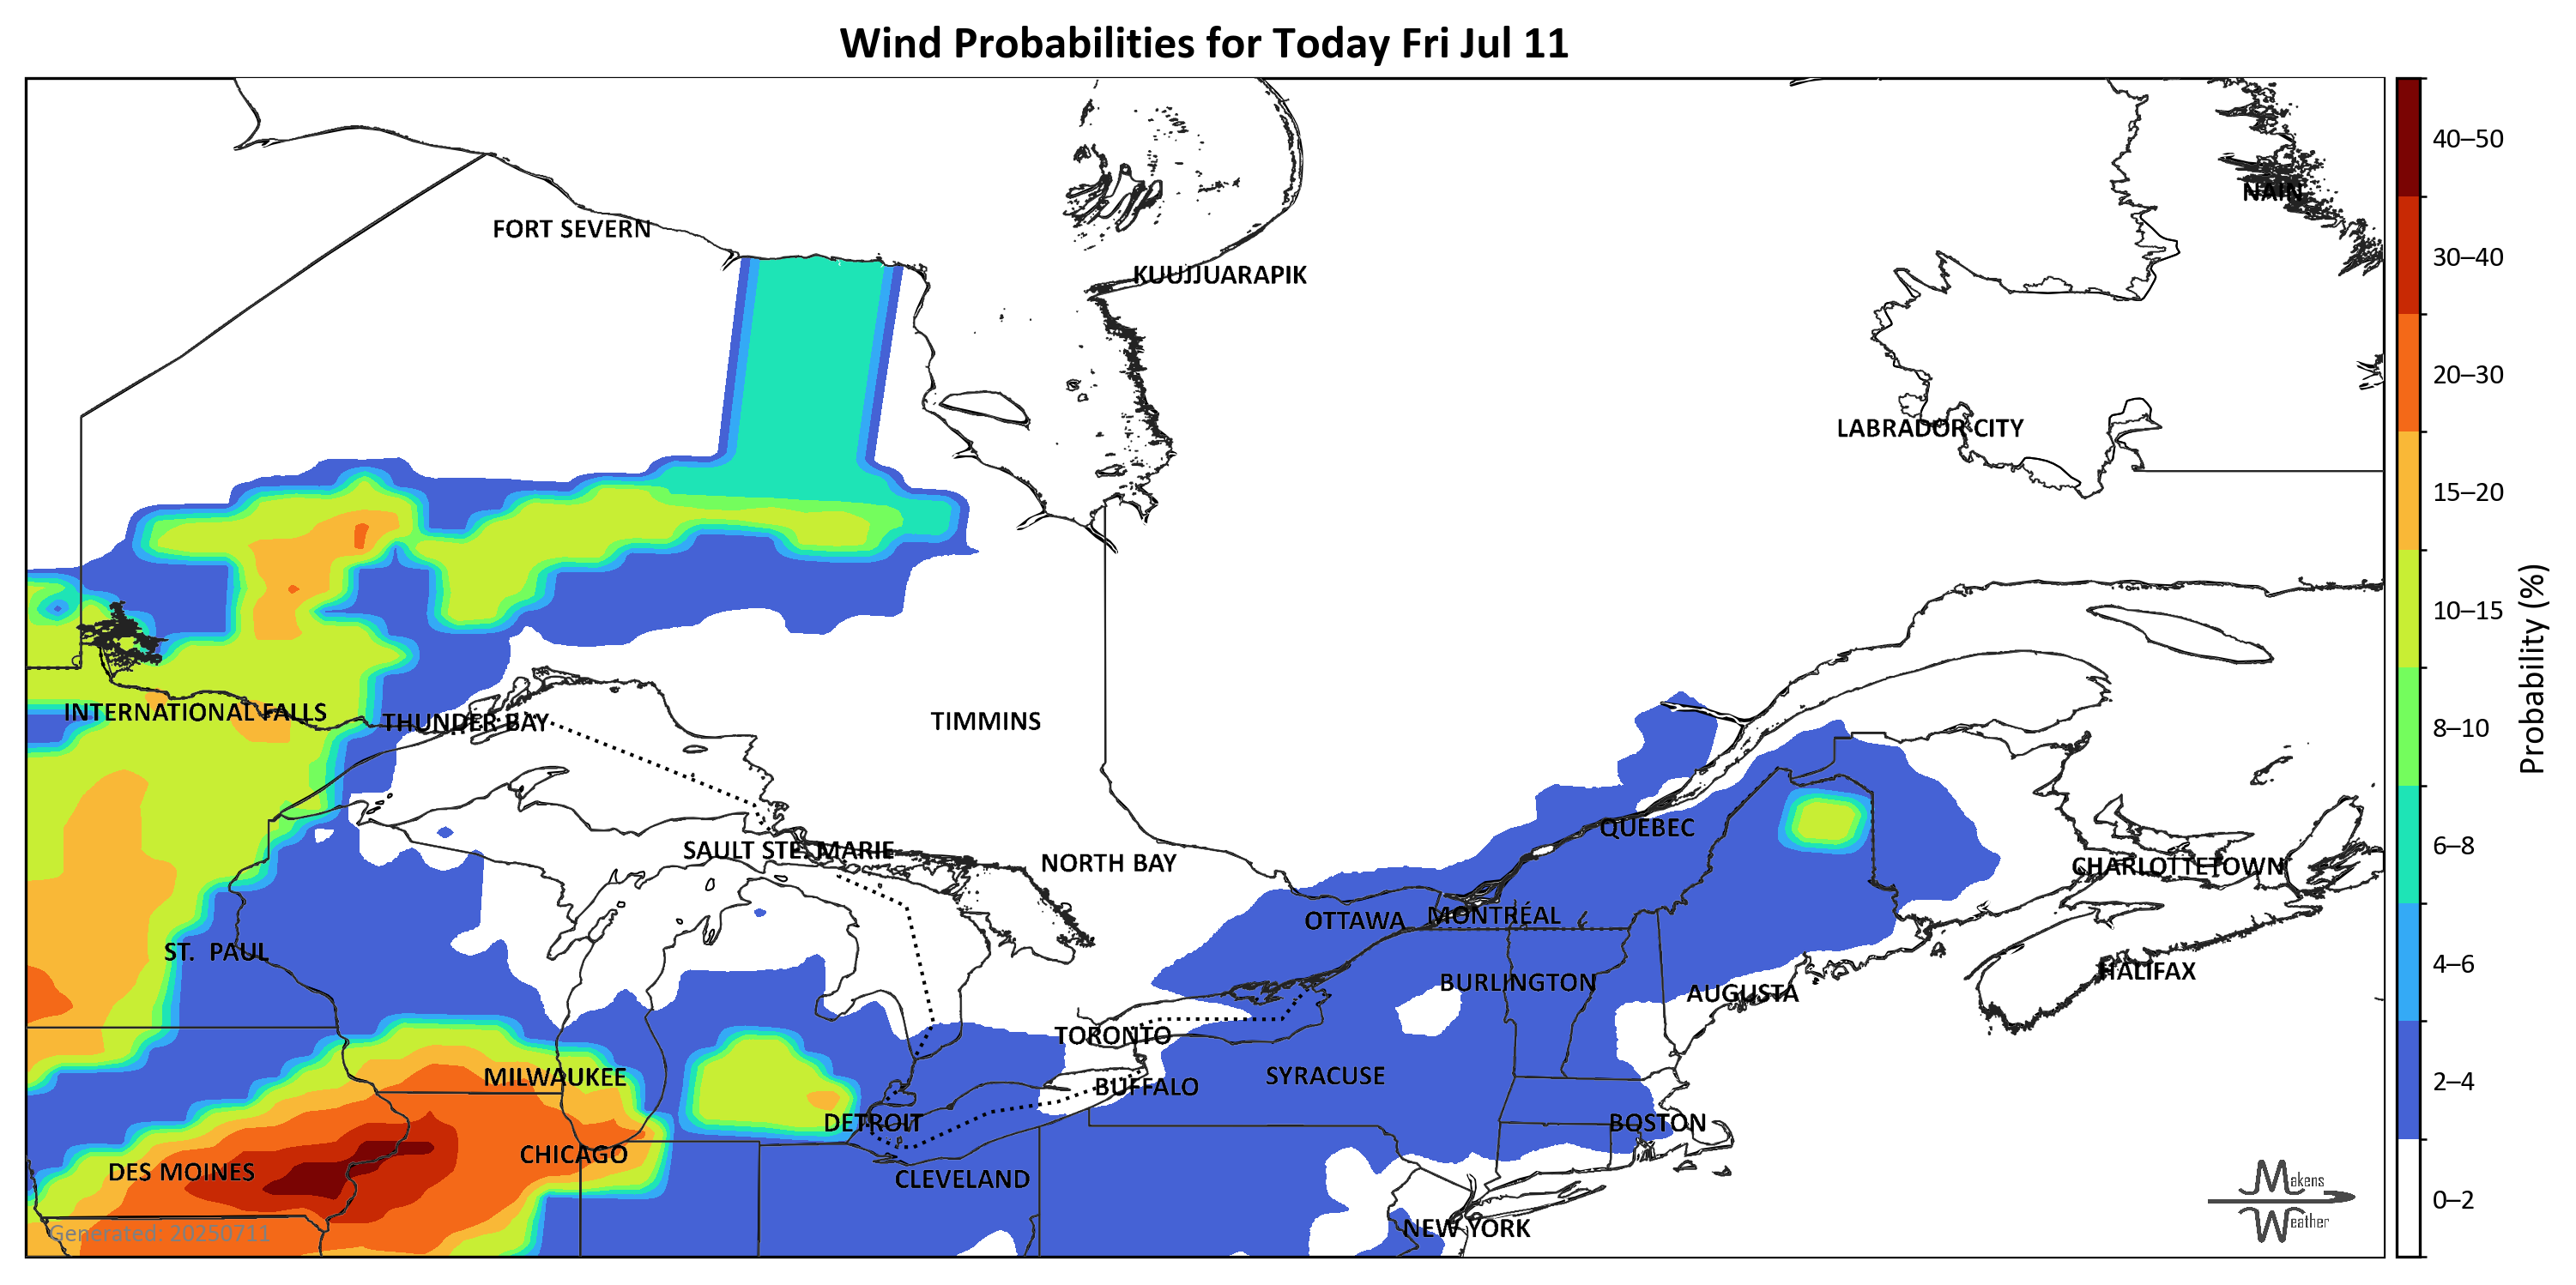 Wind Probabilities for Today Fri Jul 11
40–50
NAIN
FORT SEVERN
30–40
KUUJJUARAPIK
20–30
LABRADOR CITY
15–20
10–15
Probability (%)
INTERNATIONAL FALLS
THUNDER BAY
TIMMINS
8–10
QUEBEC
6–8
SAULT STE. MARIE
NORTH BAY
CHARLOTTETOWN
OTTAWA
MONTRÉAL
ST. PAUL
4–6
HALIFAX
BURLINGTON
AUGUSTA
TORONTO
MILWAUKEE
SYRACUSE
2–4
BUFFALO
DETROIT
BOSTON
CHICAGO
DES MOINES
CLEVELAND
Makens
0–2
Weather
NEW YORK
Generated: 20250711